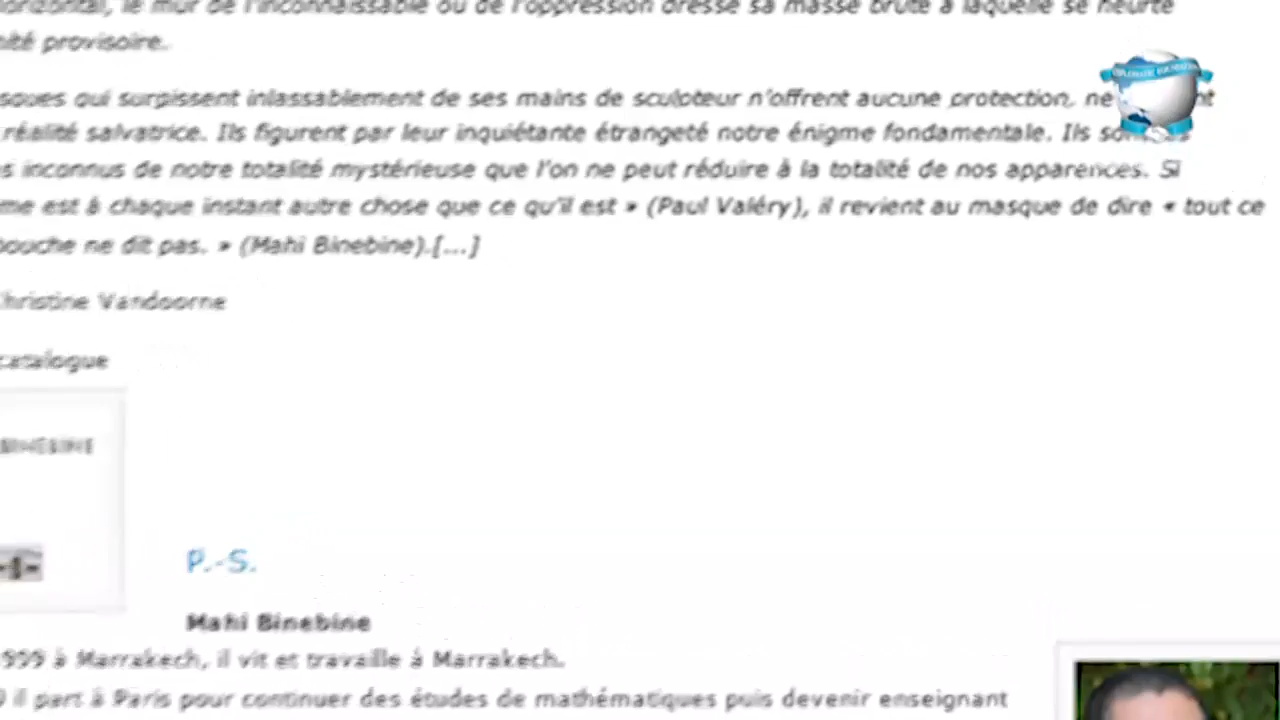 horizontal, le mur de l'inconnaissable ou de l'oppression dresse sa masse brute à laquelle se heurte
provisoire.
qui surgissent inlassablement de ses mains de sculpteur n'offrent aucune protection, ne
réalité salvatrice. Ils figurent par leur inquiétante étrangeté notre énigme fondamentale. Ils
inconnus de notre totalité mystérieuse que l'on ne peut réduire à la totalité de nos apparences. Si
est à chaque instant autre chose que ce qu'il est » (Paul Valéry), il revient au masque de dire « tout ce
bouche ne dit pas. » (Mahi Binebine).[...]
Christine Vandoorne
catalogue
BINEBINE
P.-S.
Mahi Binebine
à Marrakech, il vit et travaille à Marrakech.
il part à Paris pour continuer des études de mathématiques puis devenir enseignant